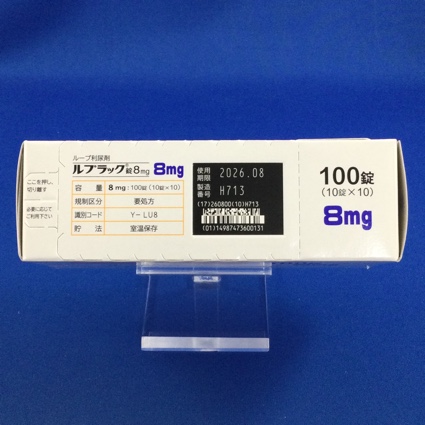 ここを押し、
切り離す
必要に応じて
ご利用下さい
ループ利尿剤
ルプラック®錠8mg 8mg
容量 8mg:100錠(10錠×10)
規制区分 要処方
識別コード Y-LU8
貯法 室温保存
使用期限 2026.08
製造番号 H713
(17)260800(10)H713
(01)14987473600131
100錠
(10錠×10)
8mg